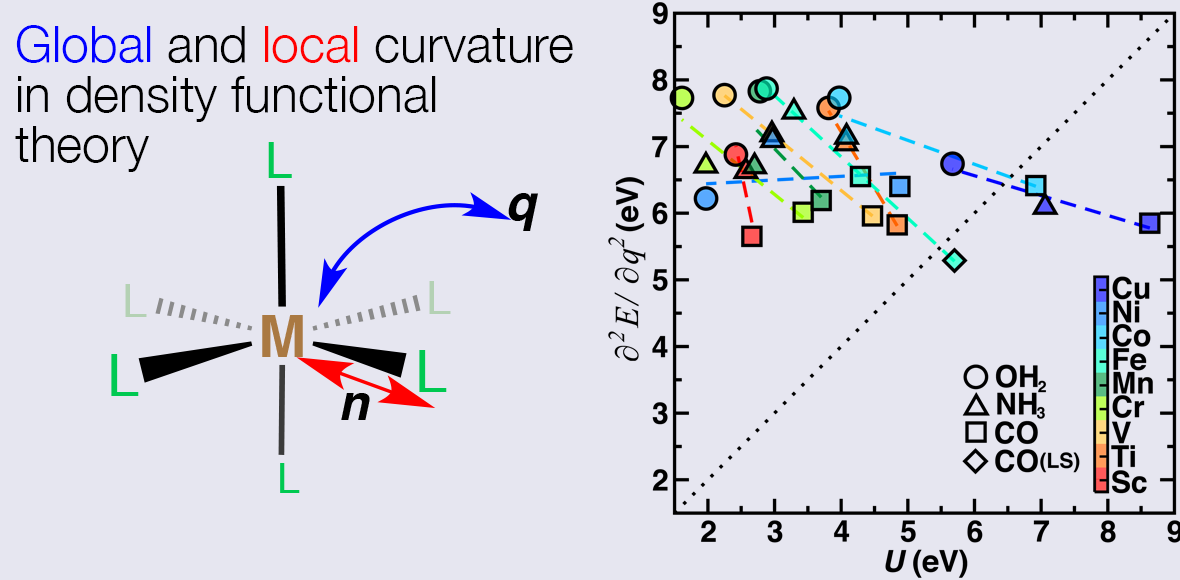 Global and local curvature
in density functional
theory
L
q
L
L
M
L
L
n
L
∂²E/ ∂q² (eV)
9
8
7
6
5
4
3
2
2 3 4 5 6 7 8 9
U (eV)
OH₂
NH₃
CO
CO(LS)
Cu
Ni
Co
Fe
Mn
Cr
V
Ti
Sc